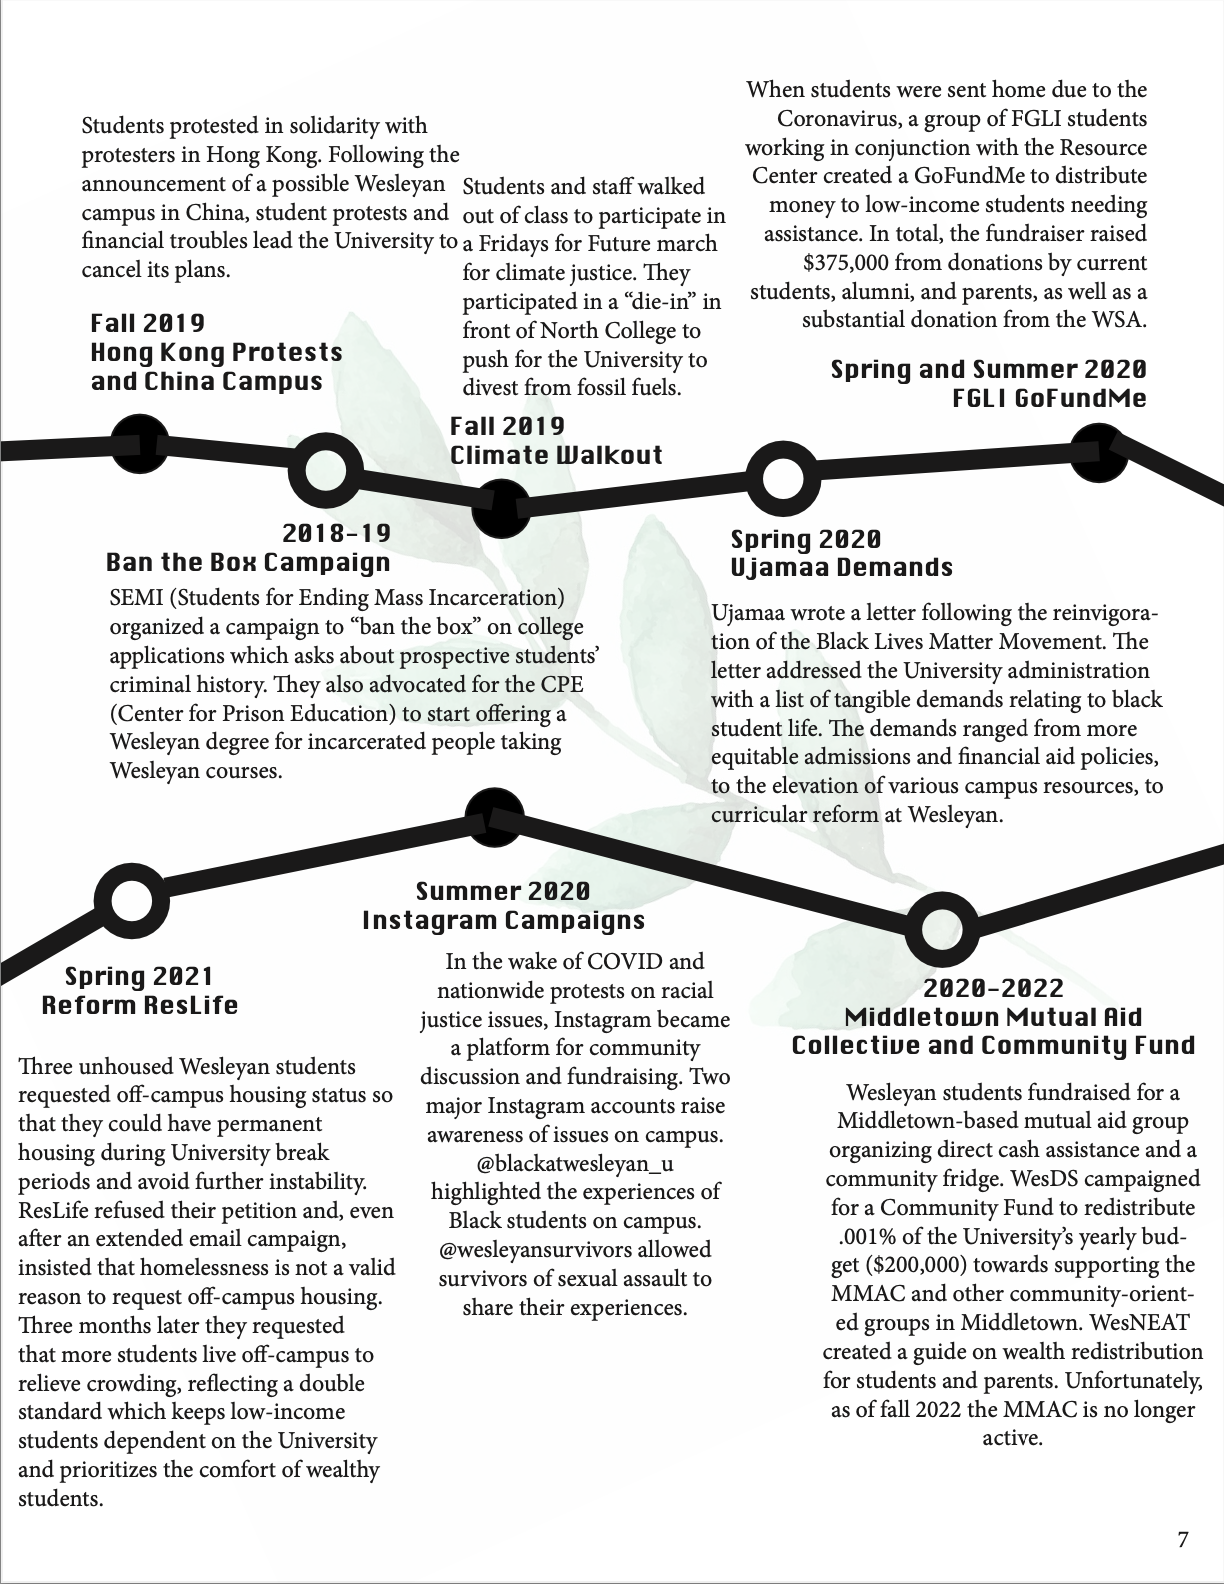 Students protested in solidarity with
protesters in Hong Kong. Following the
announcement of a possible Wesleyan
campus in China, student protests and
financial troubles lead the University to
cancel its plans.
Fall 2019
Hong Kong Protests
and China Campus
Students and staff walked
out of class to participate in
a Fridays for Future march
for climate justice. They
participated in a “die-in” in
front of North College to
push for the University to
divest from fossil fuels.
Fall 2019
Climate Walkout
When students were sent home due to the
Coronavirus, a group of FGLI students
working in conjunction with the Resource
Center created a GoFundMe to distribute
money to low-income students needing
assistance. In total, the fundraiser raised
$375,000 from donations by current
students, alumni, and parents, as well as a
substantial donation from the WSA.
Spring and Summer 2020
FGLI GoFundMe
2018-19
Ban the Box Campaign
SEMI (Students for Ending Mass Incarceration)
organized a campaign to “ban the box” on college
applications which asks about prospective students’
criminal history. They also advocated for the CPE
(Center for Prison Education) to start offering a
Wesleyan degree for incarcerated people taking
Wesleyan courses.
Spring 2020
Ujamaa Demands
Ujamaa wrote a letter following the reinvigora-
tion of the Black Lives Matter Movement. The
letter addressed the University administration
with a list of tangible demands relating to black
student life. The demands ranged from more
equitable admissions and financial aid policies,
to the elevation of various campus resources, to
curricular reform at Wesleyan.
Spring 2021
Reform ResLife
Three unhoused Wesleyan students
requested off-campus housing status so
that they could have permanent
housing during University break
periods and avoid further instability.
ResLife refused their petition and, even
after an extended email campaign,
insisted that homelessness is not a valid
reason to request off-campus housing.
Three months later they requested
that more students live off-campus to
relieve crowding, reflecting a double
standard which keeps low-income
students dependent on the University
and prioritizes the comfort of wealthy
students.
Summer 2020
Instagram Campaigns
In the wake of COVID and
nationwide protests on racial
justice issues, Instagram became
a platform for community
discussion and fundraising. Two
major Instagram accounts raise
awareness of issues on campus.
@blackatwesleyan_u
highlighted the experiences of
Black students on campus.
@wesleyansurvivors allowed
survivors of sexual assault to
share their experiences.
2020-2022
Middletown Mutual Aid
Collective and Community Fund
Wesleyan students fundraised for a
Middletown-based mutual aid group
organizing direct cash assistance and a
community fridge. WesDS campaigned
for a Community Fund to redistribute
.001% of the University’s yearly bud-
get ($200,000) towards supporting the
MMAC and other community-orient-
ed groups in Middletown. WesNEAT
created a guide on wealth redistribution
for students and parents. Unfortunately,
as of fall 2022 the MMAC is no longer
active.
7